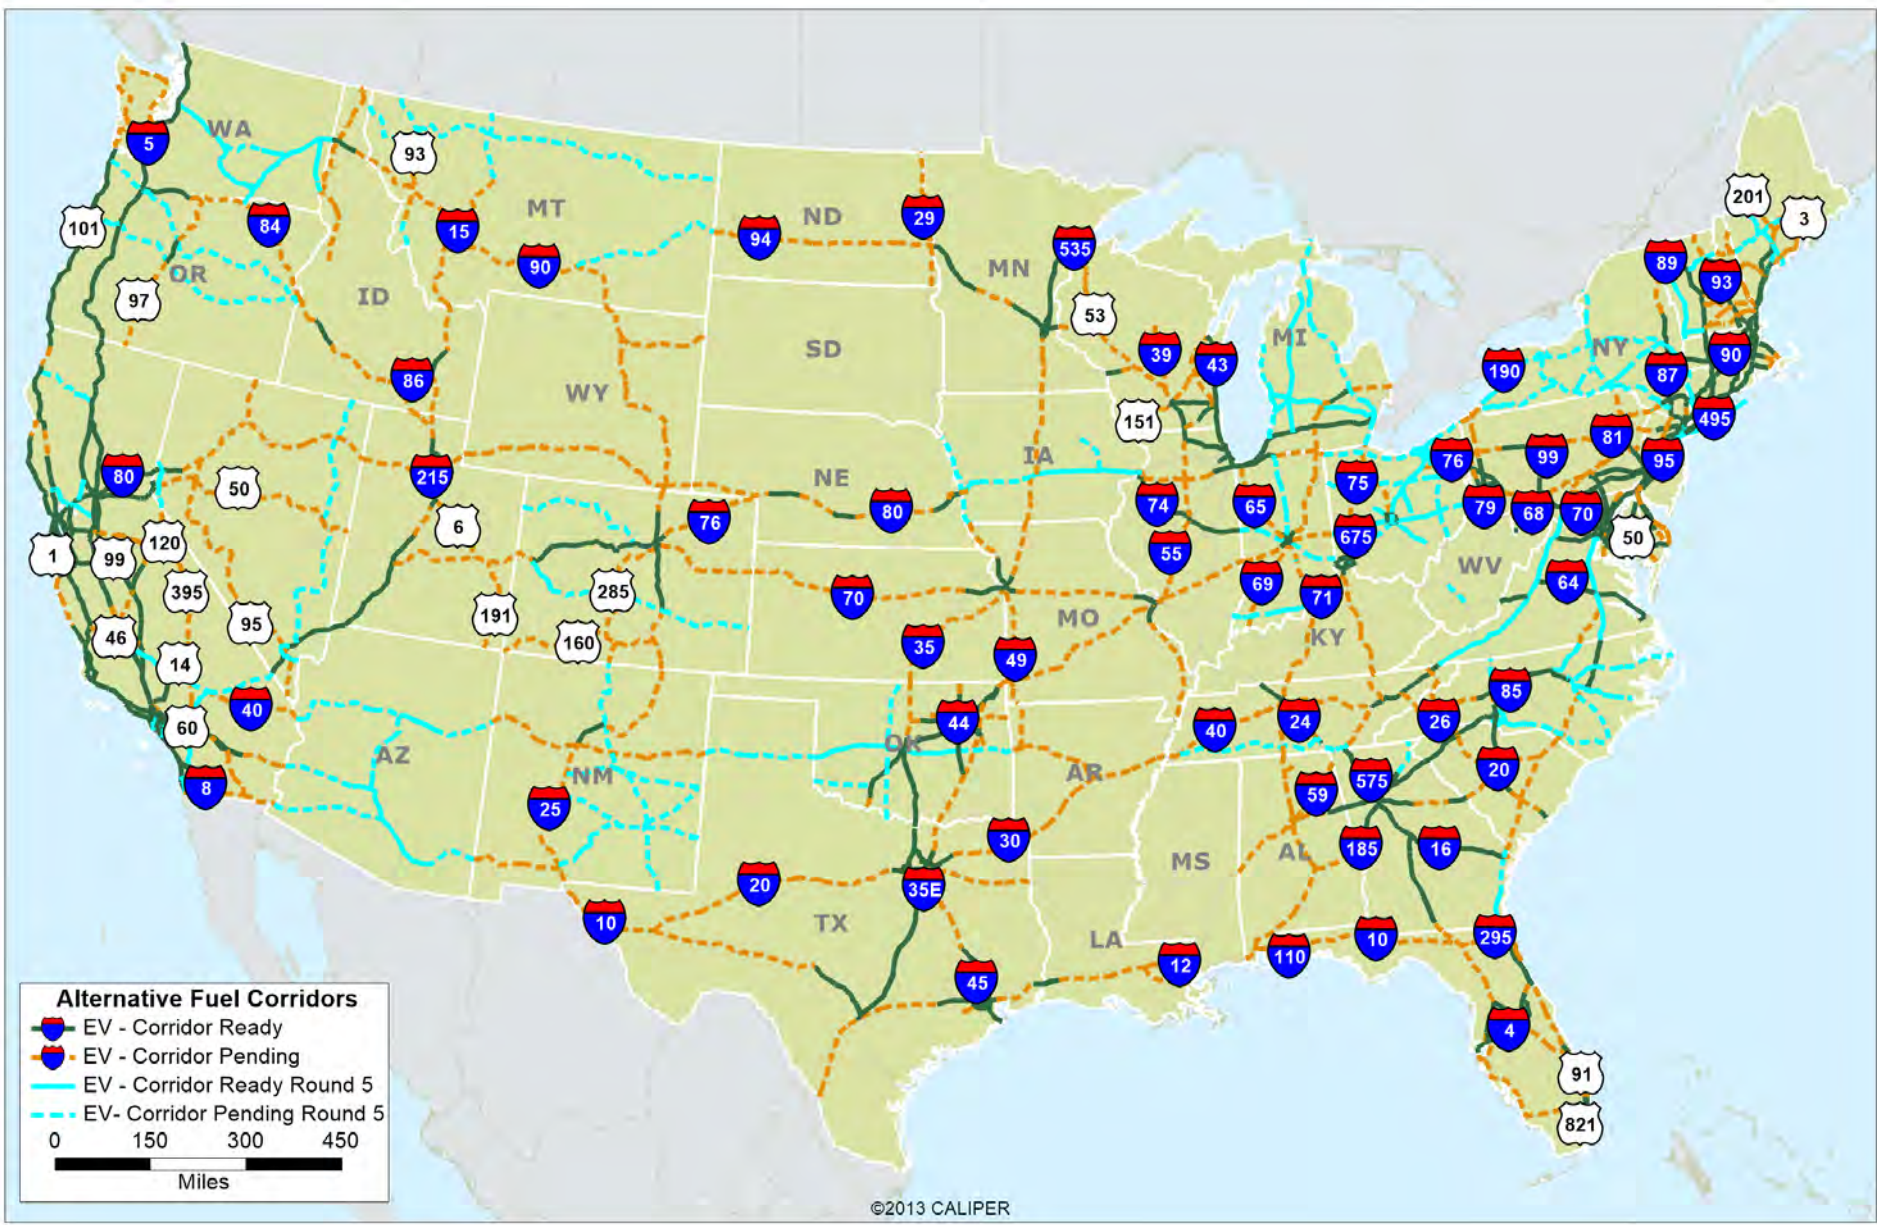 WA
5
93
101
84
15
MT
94
ND
29
535
201
3
90
MN
89
93
OR
97
ID
53
SD
39
43
MI
190
NY
87
90
86
WY
151
495
80
50
215
6
76
NE
80
IA
74
65
75
76
99
81
95
79
68
70
50
1
99
120
395
55
675
WV
64
46
95
191
285
160
70
35
49
MO
69
71
KY
14
60
40
8
AZ
NM
25
44
OK
AR
40
24
26
85
59
575
20
30
MS
AL
185
16
20
35E
10
TX
LA
12
110
10
295
45
4
91
821
Alternative Fuel Corridors
EV - Corridor Ready
EV - Corridor Pending
EV - Corridor Ready Round 5
EV- Corridor Pending Round 5
0 150 300 450
Miles
©2013 CALIPER